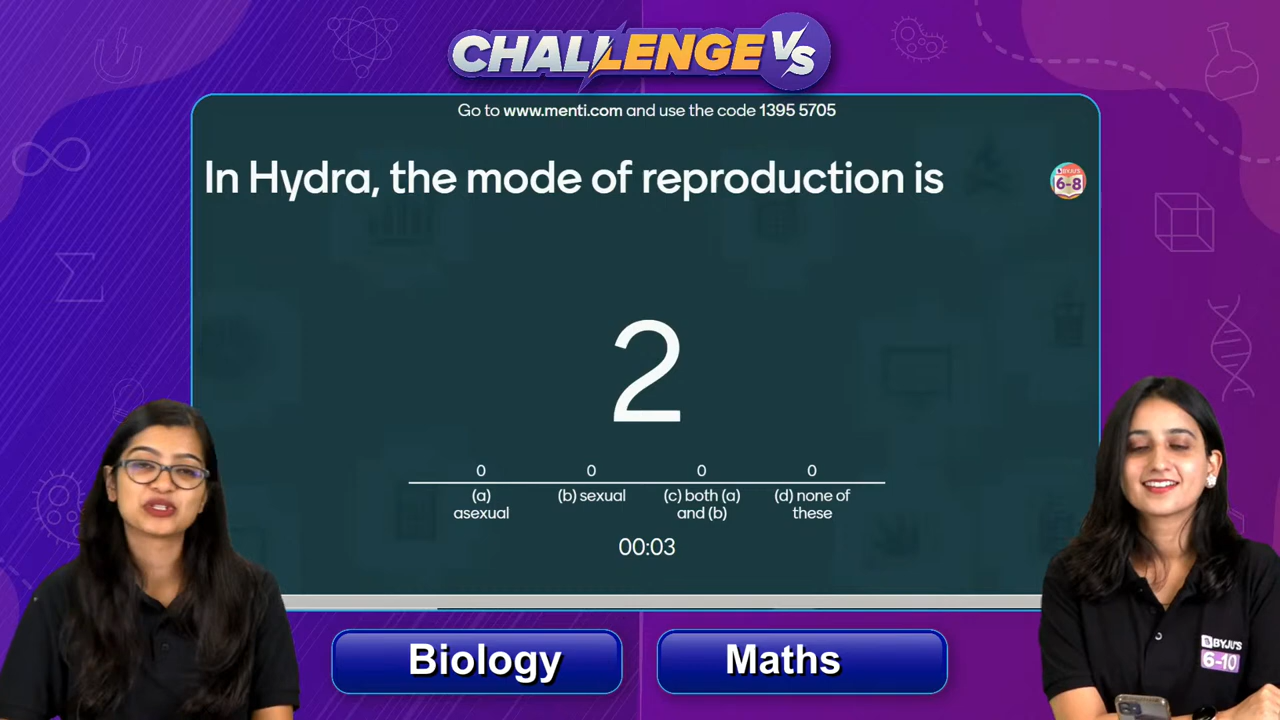 CHALLENGE VS
Go to www.menti.com and use the code 1395 5705
In Hydra, the mode of reproduction is
BYJU'S
6-8
2
0 0 0 0
(a) asexual
(b) sexual
(c) both (a) and (b)
(d) none of these
00:03
BYJU'S
6-10
Biology
Maths